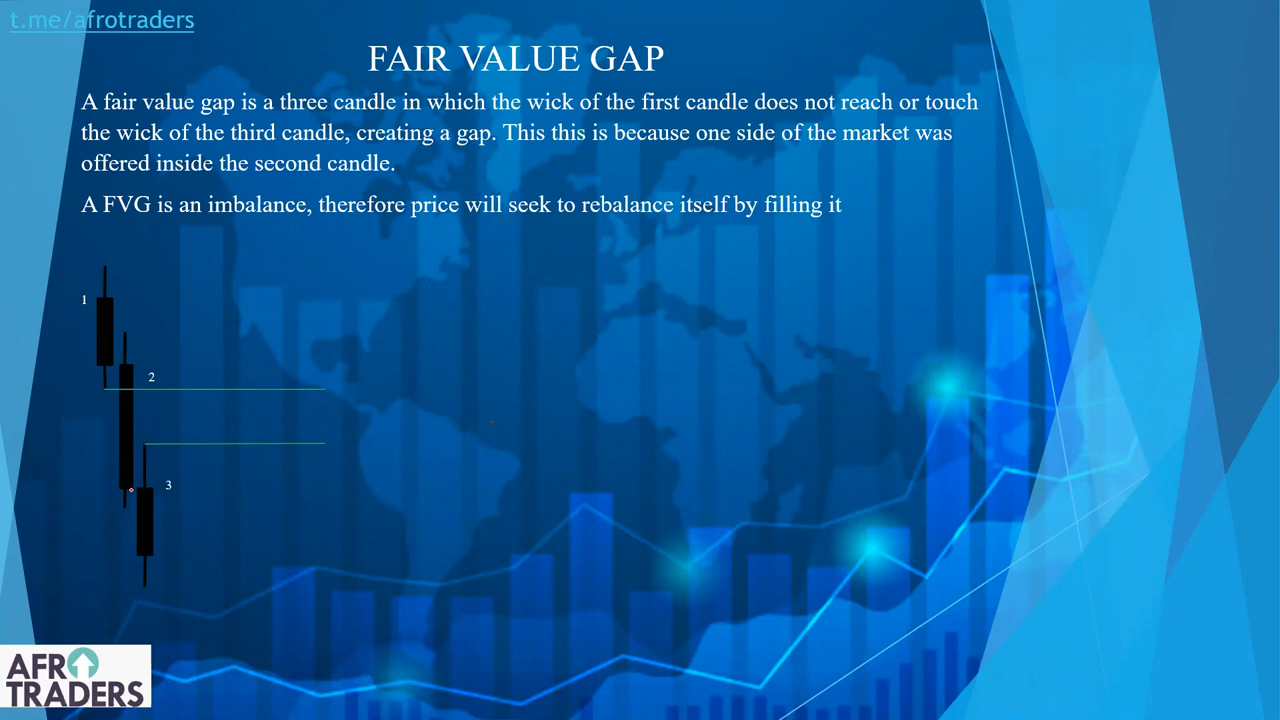 t.me/afrotraders
FAIR VALUE GAP
A fair value gap is a three candle in which the wick of the first candle does not reach or touch
the wick of the third candle, creating a gap. This this is because one side of the market was
offered inside the second candle.
A FVG is an imbalance, therefore price will seek to rebalance itself by filling it
1
2
3
AFR
TRADERS